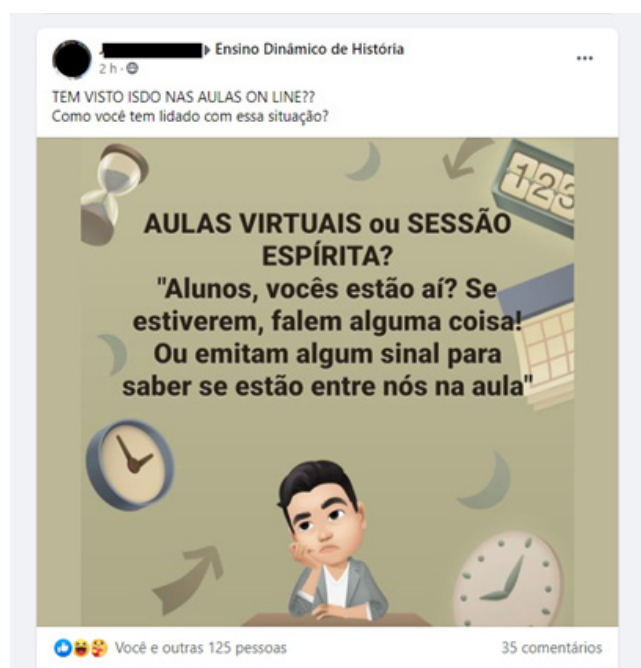 Ensino Dinâmico de História
2 h
TEM VISTO ISDO NAS AULAS ON LINE??
Como você tem lidado com essa situação?
AULAS VIRTUAIS ou SESSÃO
ESPÍRITA?
"Alunos, vocês estão aí? Se
estiverem, falem alguma coisa!
Ou emitam algum sinal para
saber se estão entre nós na aula"
123
Você e outras 125 pessoas
35 comentários